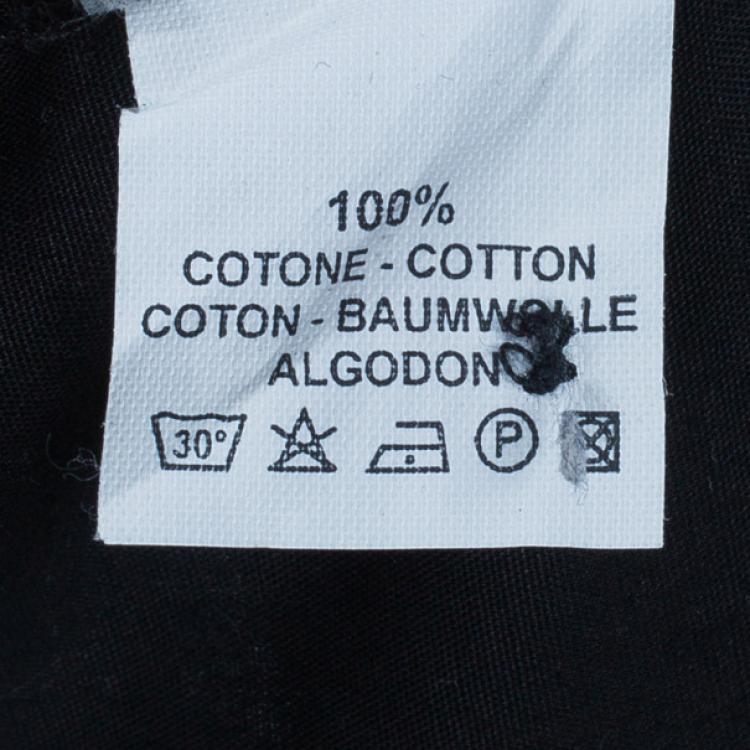 100%
COTONE - COTTON
COTON - BAUMWOLLE
ALGODON
30°
P